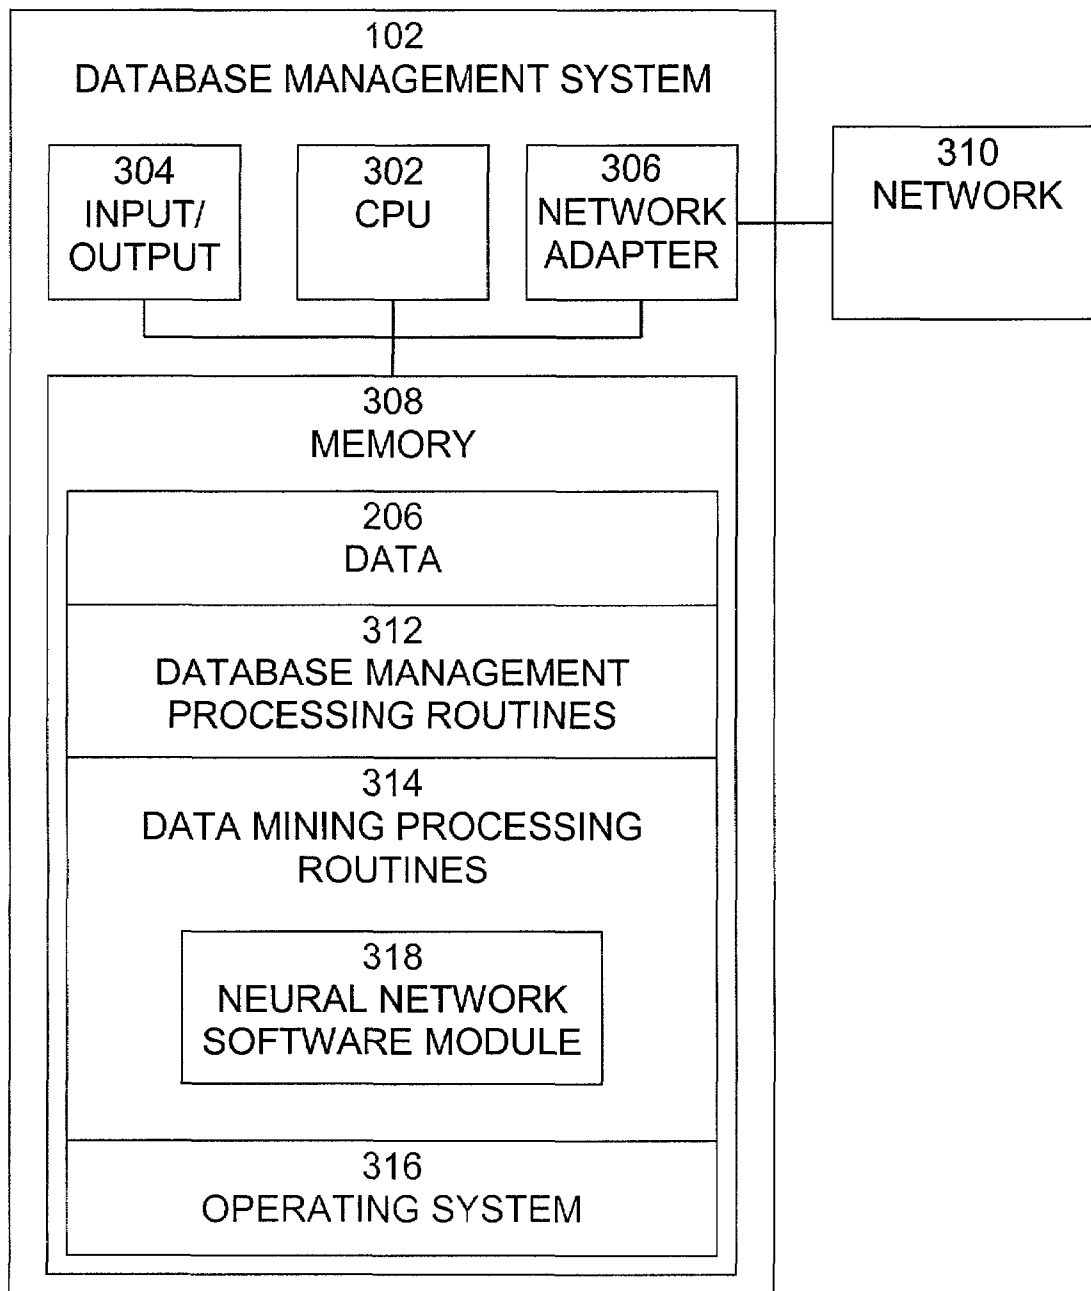 102
DATABASE MANAGEMENT SYSTEM
304
INPUT/
OUTPUT
302
CPU
306
NETWORK
ADAPTER
310
NETWORK
308
MEMORY
206
DATA
312
DATABASE MANAGEMENT
PROCESSING ROUTINES
314
DATA MINING PROCESSING
ROUTINES
318
NEURAL NETWORK
SOFTWARE MODULE
316
OPERATING SYSTEM